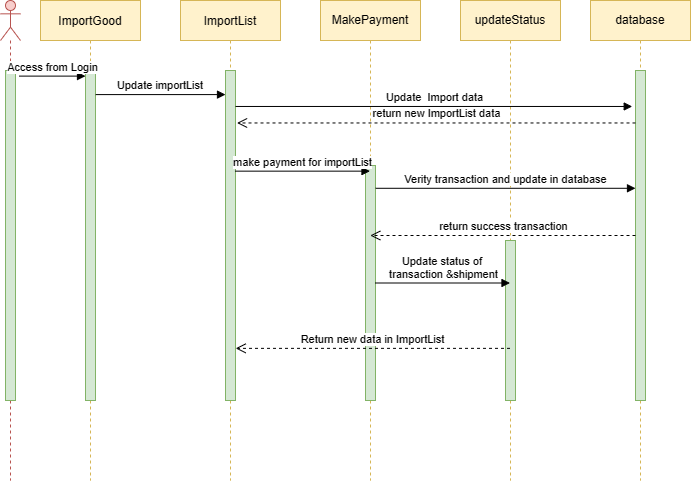 ImportGood
ImportList
MakePayment
updateStatus
database
Access from Login
Update importList
Update  Import data
return new ImportList data
make payment for importList
Verity transaction and update in database
return success transaction
Update status of
transaction &shipment
Return new data in ImportList